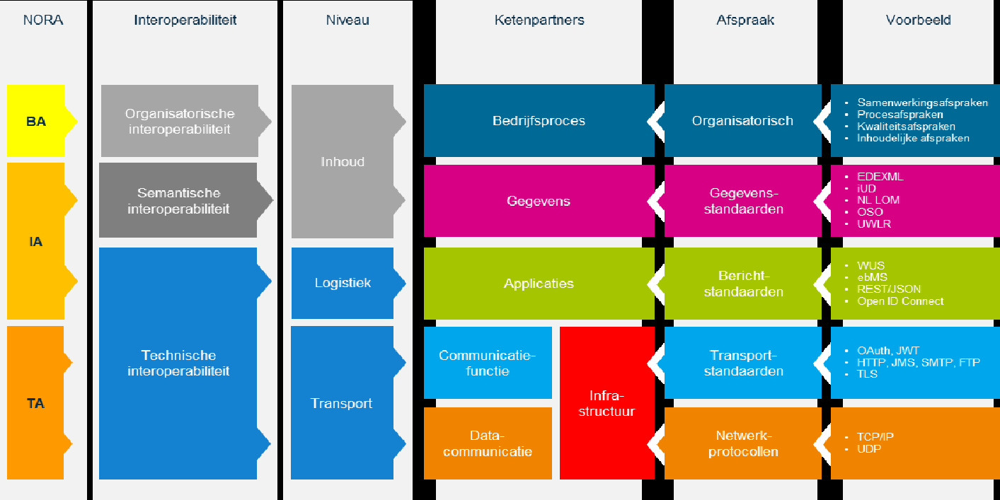 NORA
Interoperabiliteit
Niveau
Ketenpartners
Afspraak
Voorbeeld
BA
Organisatorische
interoperabiliteit
Inhoud
Bedrijfsproces
Organisatorisch
• Samenwerkingsafspraken
• Procesafspraken
• Kwaliteitsafspraken
• Inhoudelijke afspraken
IA
Semantische
interoperabiliteit
Gegevens
Gegevens-
standaarden
• EDEXML
• iUD
• NL LOM
• OSO
• UWLR
Technische
interoperabiliteit
Logistiek
Applicaties
Bericht-
standaarden
• WUS
• ebMS
• REST/JSON
• Open ID Connect
TA
Transport
Communicatie-
functie
Infra-
structuur
Transport-
standaarden
• OAuth, JWT
• HTTP, JMS, SMTP, FTP
• TLS
Data-
communicatie
Netwerk-
protocollen
• TCP/IP
• UDP